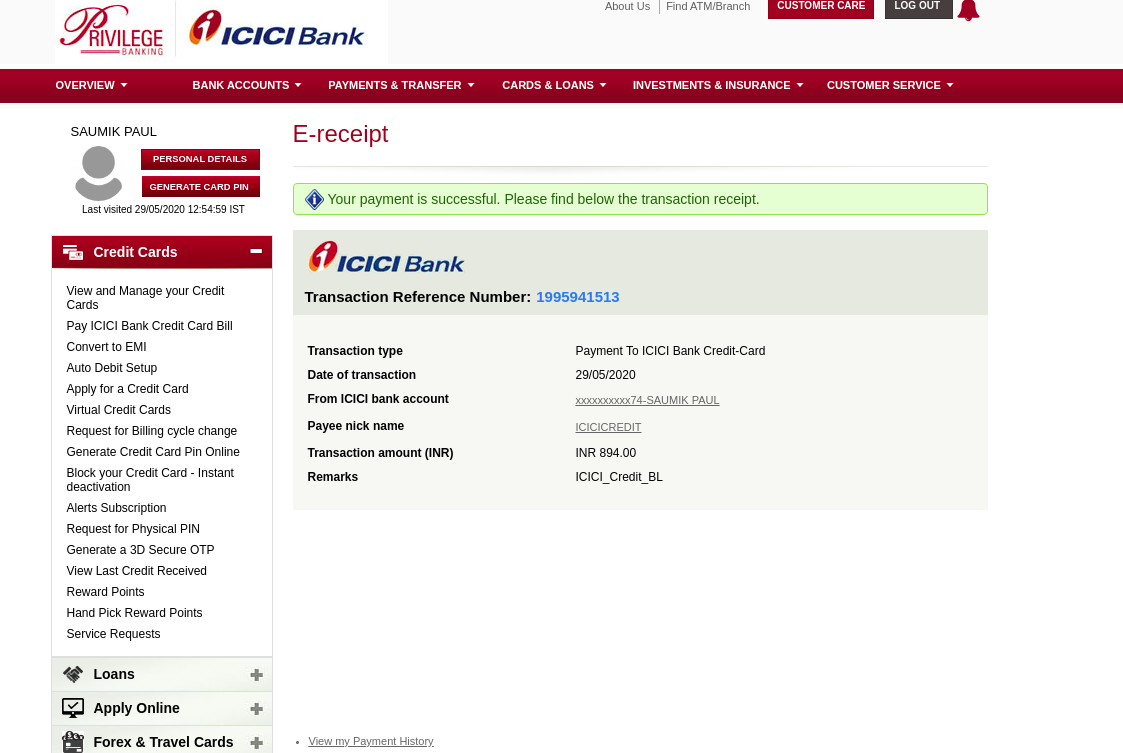 PRIVILEGE
BANKING
ICICI Bank
About Us
Find ATM/Branch
CUSTOMER CARE
LOG OUT
OVERVIEW
BANK ACCOUNTS
PAYMENTS & TRANSFER
CARDS & LOANS
INVESTMENTS & INSURANCE
CUSTOMER SERVICE
SAUMIK PAUL
PERSONAL DETAILS
GENERATE CARD PIN
Last visited 29/05/2020 12:54:59 IST
Credit Cards
View and Manage your Credit
Cards
Pay ICICI Bank Credit Card Bill
Convert to EMI
Auto Debit Setup
Apply for a Credit Card
Virtual Credit Cards
Request for Billing cycle change
Generate Credit Card Pin Online
Block your Credit Card - Instant
deactivation
Alerts Subscription
Request for Physical PIN
Generate a 3D Secure OTP
View Last Credit Received
Reward Points
Hand Pick Reward Points
Service Requests
Loans
Apply Online
Forex & Travel Cards
E-receipt
Your payment is successful. Please find below the transaction receipt.
ICICI Bank
Transaction Reference Number: 1995941513
Transaction type Payment To ICICI Bank Credit-Card
Date of transaction 29/05/2020
From ICICI bank account xxxxxxxxxx74-SAUMIK PAUL
Payee nick name ICICICREDIT
Transaction amount (INR) INR 894.00
Remarks ICICI_Credit_BL
View my Payment History